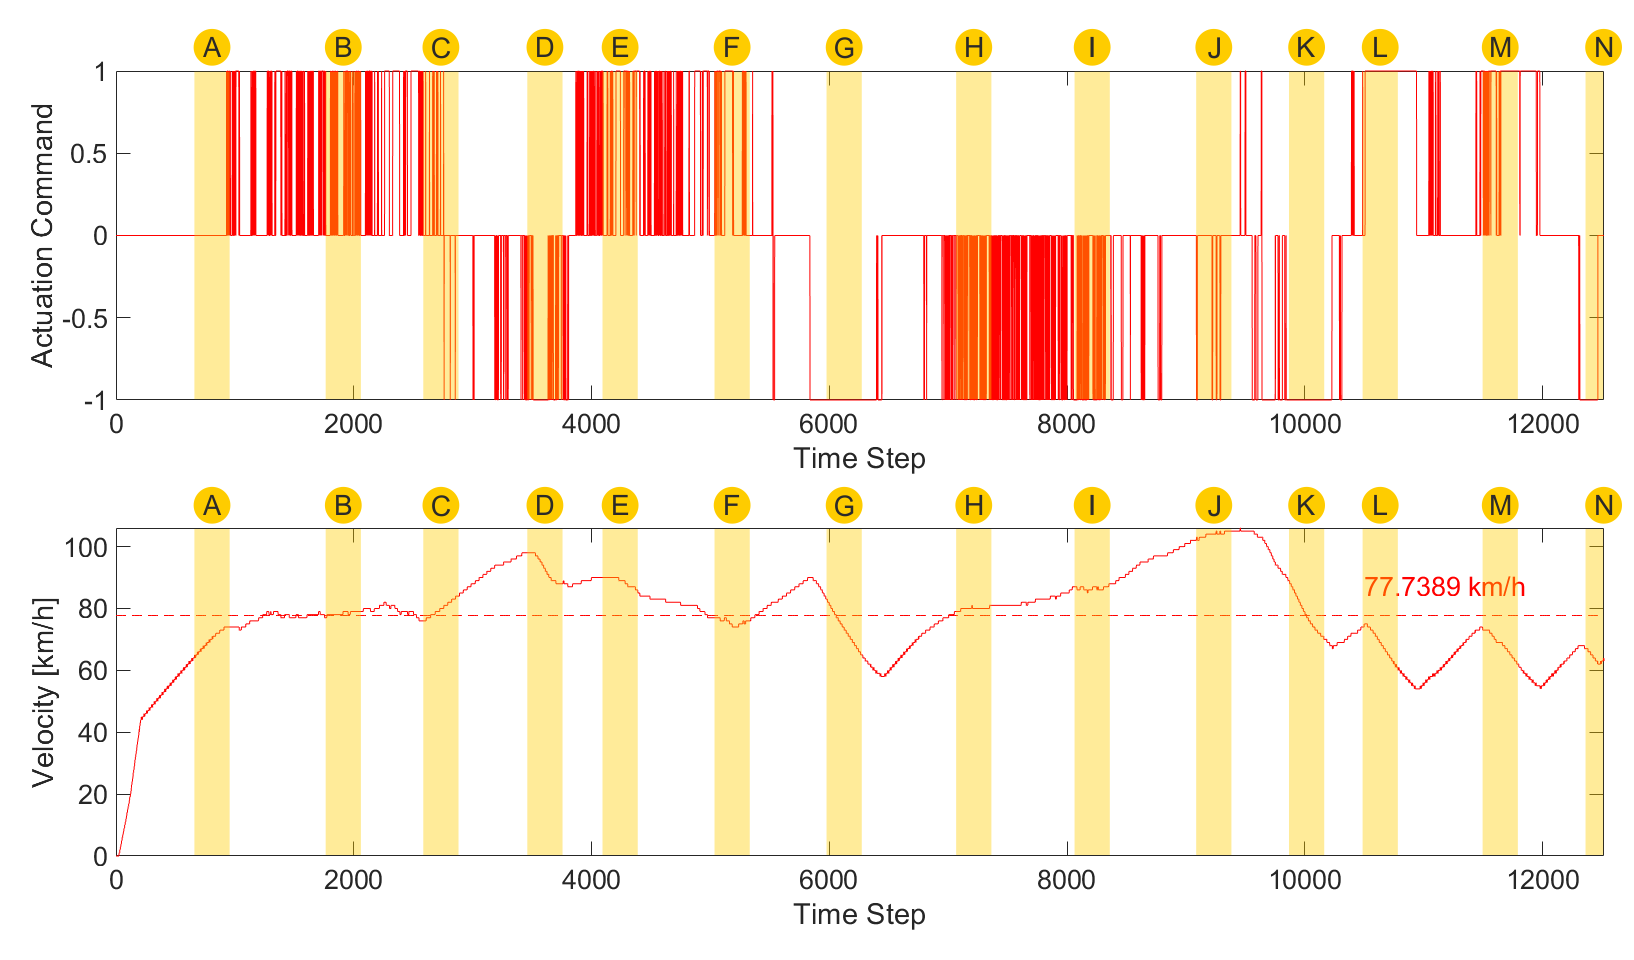 A B C D E F G H I J K L M N
1
0.5
0
-0.5
-1
Actuation Command
0 2000 4000 6000 8000 10000 12000
Time Step
A B C D E F G H I J K L M N
100
80
60
40
20
0
Velocity [km/h]
77.7389 km/h
0 2000 4000 6000 8000 10000 12000
Time Step